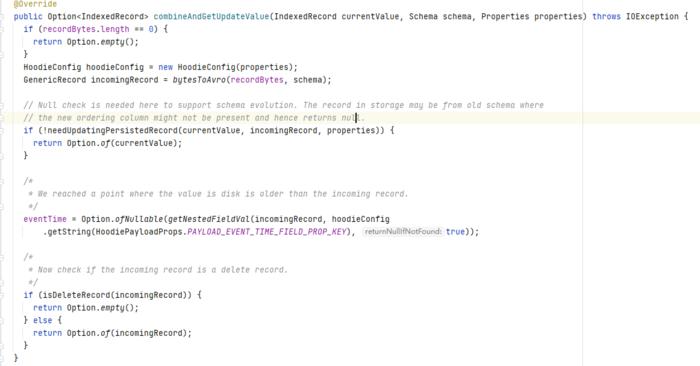 @Override
public Option<IndexedRecord> combineAndGetUpdateValue(IndexedRecord currentValue, Schema schema, Properties properties) throws IOException {
if (recordBytes.length == 0) {
return Option.empty();
}
HoodieConfig hoodieConfig = new HoodieConfig(properties);
GenericRecord incomingRecord = bytesToAvro(recordBytes, schema);
// Null check is needed here to support schema evolution. The record in storage may be from old schema where
// the new ordering column might not be present and hence returns null.
if (!needUpdatingPersistedRecord(currentValue, incomingRecord, properties)) {
return Option.of(currentValue);
}
/*
* We reached a point where the value is disk is older than the incoming record.
*/
eventTime = Option.ofNullable(getNestedFieldVal(incomingRecord, hoodieConfig
.getString(HoodiePayloadProps.PAYLOAD_EVENT_TIME_FIELD_PROP_KEY), returnNullIfNotFound: true));
/*
* Now check if the incoming record is a delete record.
*/
if (isDeleteRecord(incomingRecord)) {
return Option.empty();
} else {
return Option.of(incomingRecord);
}
}